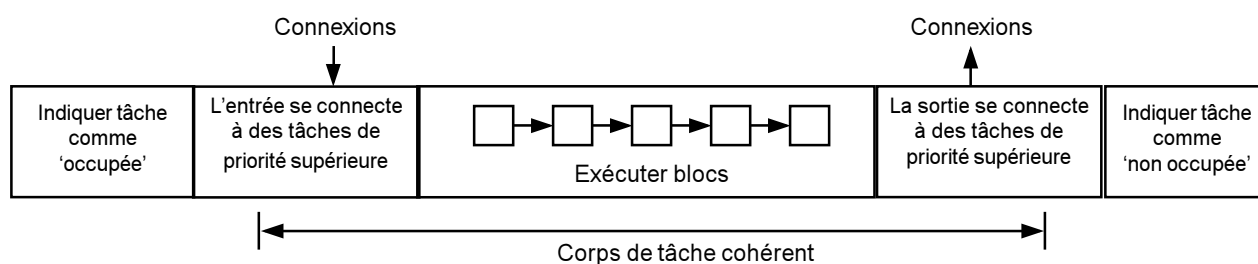 Connexions
Connexions
Indiquer tâche
comme
‘occupée’
L'entrée se connecte
à des tâches de
priorité supérieure
Exécuter blocs
La sortie se connecte
à des tâches de
priorité supérieure
Indiquer tâche
comme
‘non occupée’
Corps de tâche cohérent